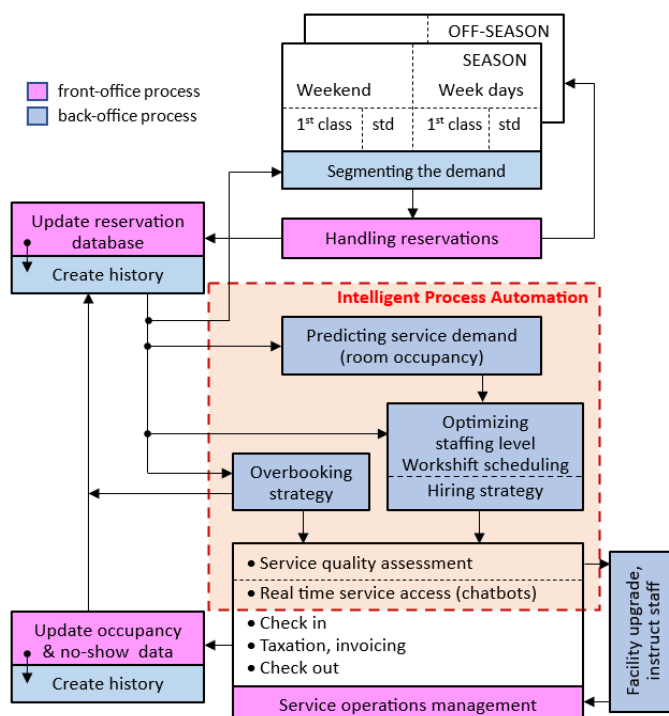 OFF-SEASON
SEASON
Weekend
Week days
1st class
std
1st class
std
Segmenting the demand
front-office process
back-office process
Update reservation
database
Create history
Handling reservations
Intelligent Process Automation
Predicting service demand
(room occupancy)
Optimizing
staffing level
Workshift scheduling
Hiring strategy
Overbooking
strategy
• Service quality assessment
• Real time service access (chatbots)
• Check in
• Taxation, invoicing
• Check out
Service operations management
Update occupancy
& no-show data
Create history
Facility upgrade,
instruct staff